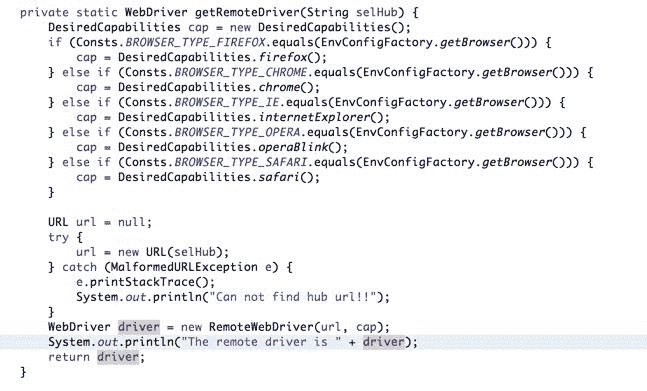 private static WebDriver getRemoteDriver(String selHub) {
    DesiredCapabilities cap = new DesiredCapabilities();
    if (Consts.BROWSER_TYPE_FIREFOX.equals(EnvConfigFactory.getBrowser())) {
        cap = DesiredCapabilities.firefox();
    } else if (Consts.BROWSER_TYPE_CHROME.equals(EnvConfigFactory.getBrowser())) {
        cap = DesiredCapabilities.chrome();
    } else if (Consts.BROWSER_TYPE_IE.equals(EnvConfigFactory.getBrowser())) {
        cap = DesiredCapabilities.internetExplorer();
    } else if (Consts.BROWSER_TYPE_OPERA.equals(EnvConfigFactory.getBrowser())) {
        cap = DesiredCapabilities.operaBlink();
    } else if (Consts.BROWSER_TYPE_SAFARI.equals(EnvConfigFactory.getBrowser())) {
        cap = DesiredCapabilities.safari();
    }

    URL url = null;
    try {
        url = new URL(selHub);
    } catch (MalformedURLException e) {
        e.printStackTrace();
        System.out.println("Can not find hub url!!");
    }
    WebDriver driver = new RemoteWebDriver(url, cap);
    System.out.println("The remote driver is " + driver);
    return driver;
}